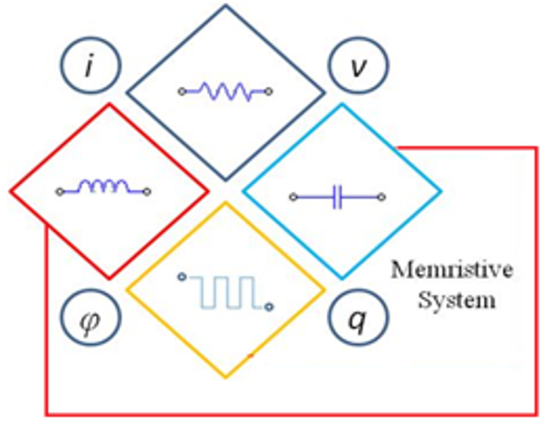 i
v
Memristive
System
φ
q